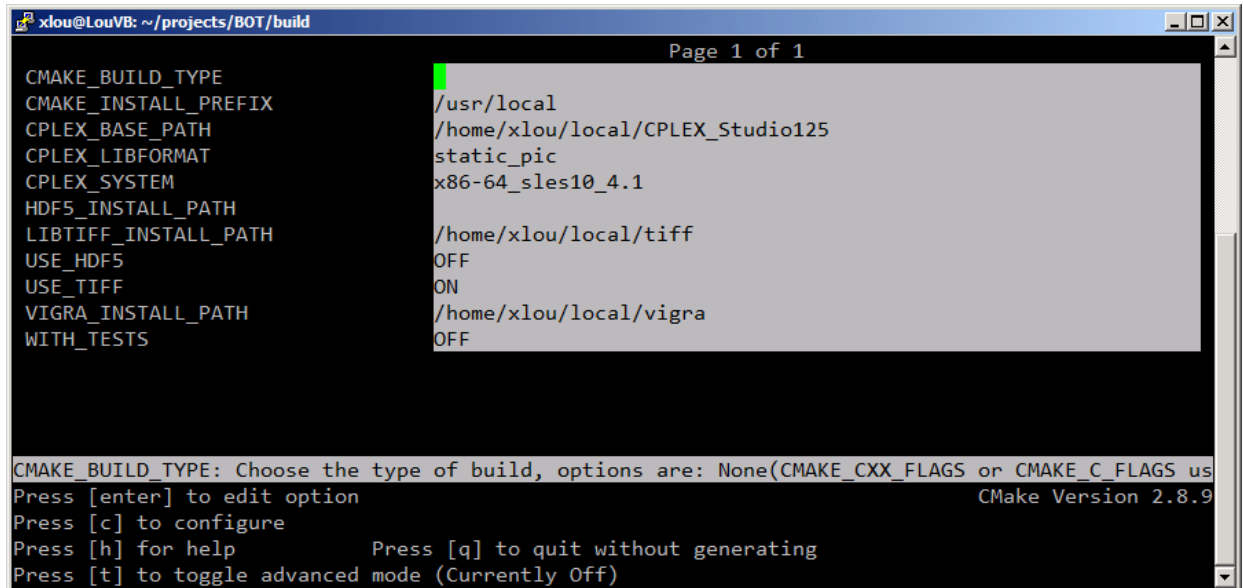 xlou@LouVB: ~/projects/BOT/build
Page 1 of 1
CMAKE_BUILD_TYPE
CMAKE_INSTALL_PREFIX /usr/local
CPLEX_BASE_PATH /home/xlou/local/CPLEX_Studio125
CPLEX_LIBFORMAT static_pic
CPLEX_SYSTEM x86-64_sles10_4.1
HDF5_INSTALL_PATH
LIBTIFF_INSTALL_PATH /home/xlou/local/tiff
USE_HDF5 OFF
USE_TIFF ON
VIGRA_INSTALL_PATH /home/xlou/local/vigra
WITH_TESTS OFF
CMAKE_BUILD_TYPE: Choose the type of build, options are: None(CMAKE_CXX_FLAGS or CMAKE_C_FLAGS us
Press [enter] to edit option CMake Version 2.8.9
Press [c] to configure
Press [h] for help Press [q] to quit without generating
Press [t] to toggle advanced mode (Currently Off)